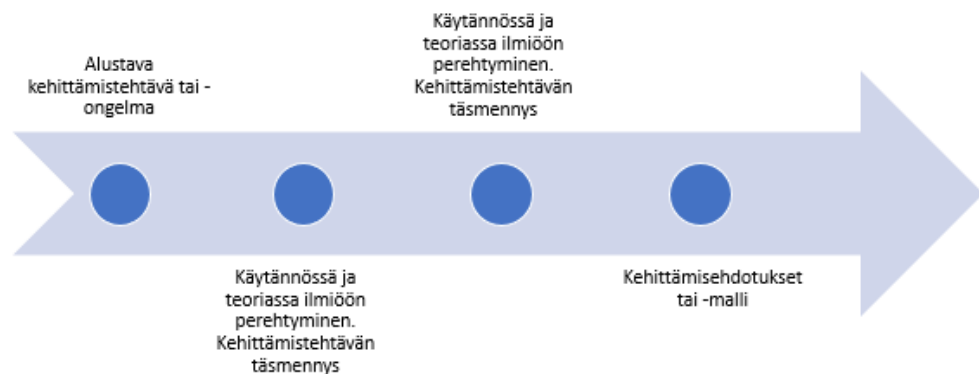 Alustava
kehittämistehtävä tai -
ongelma
Käytännössä ja
teoriassa ilmiöön
perehtyminen.
Kehittämistehtävän
täsmennys
Käytännössä ja
teoriassa ilmiöön
perehtyminen.
Kehittämistehtävän
täsmennys
Kehittämisehdotukset
tai -malli